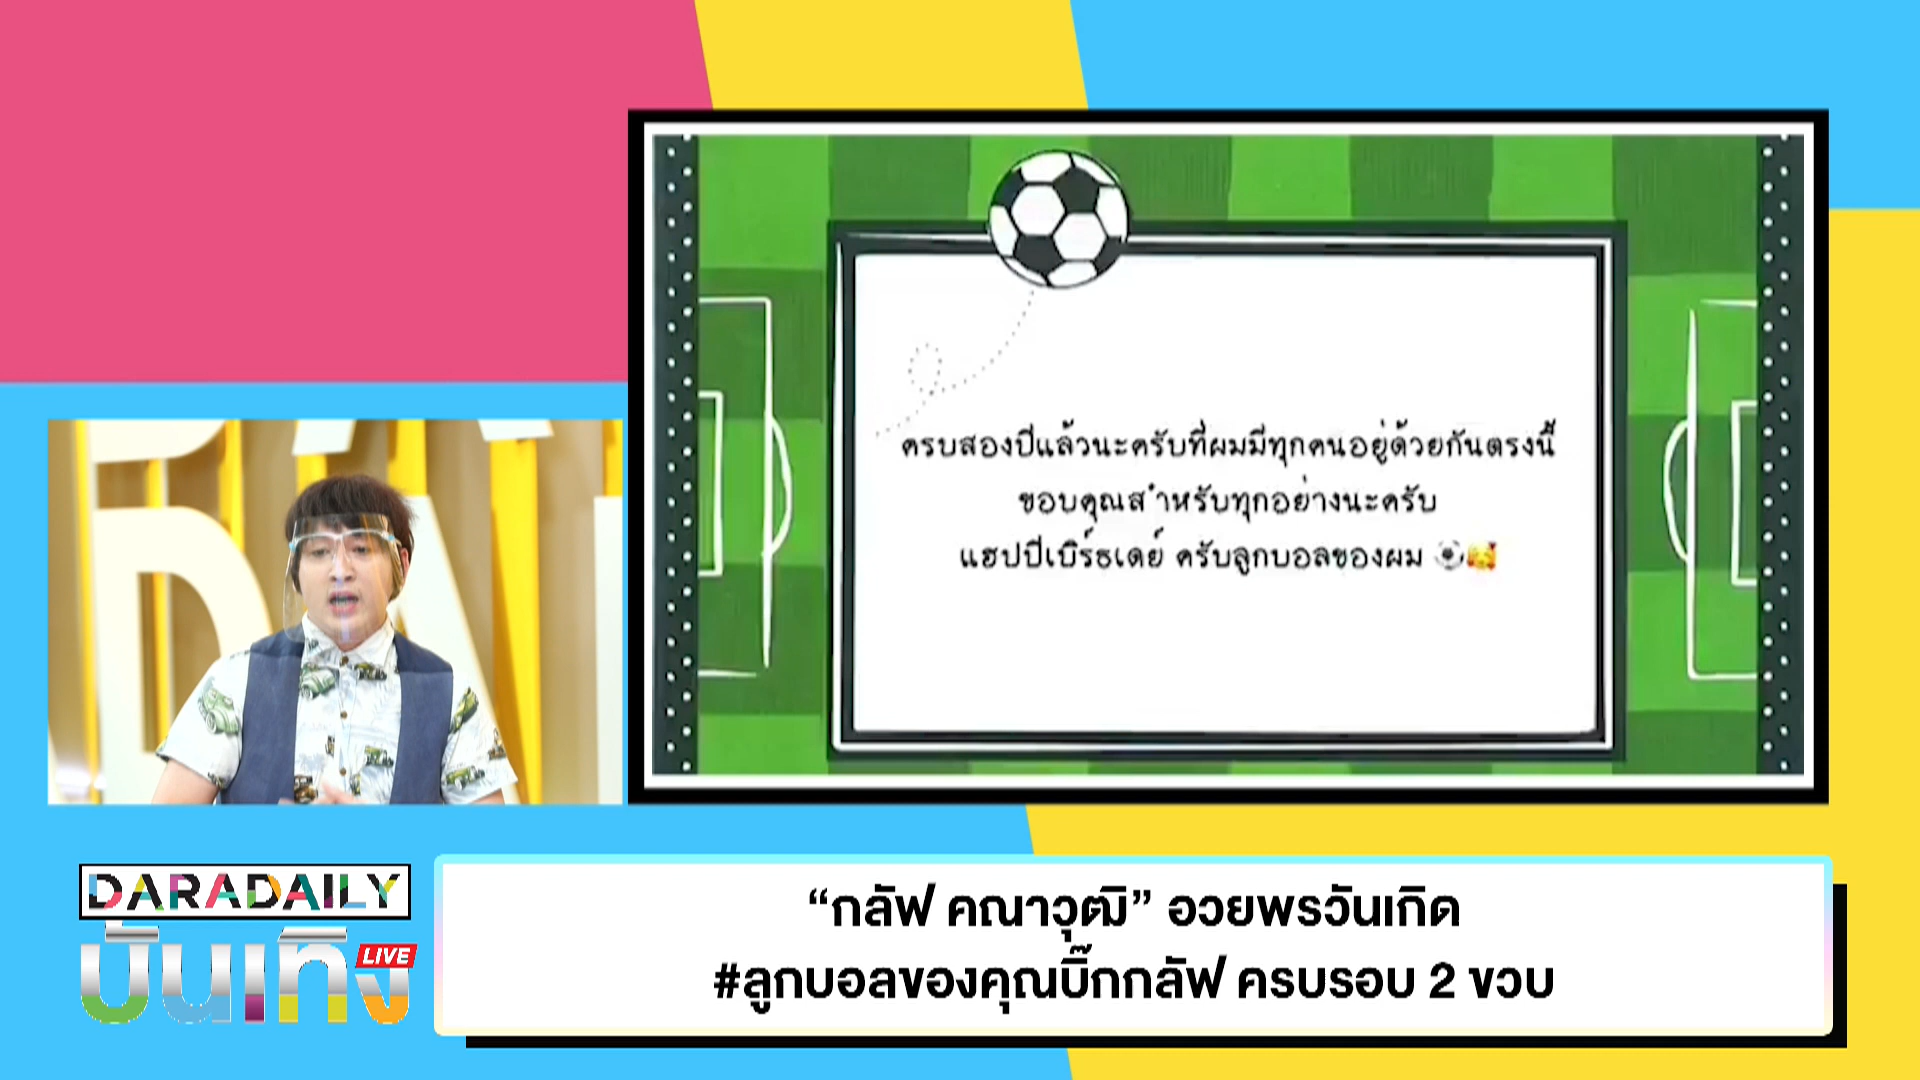 ครบสองปีแล้วนะครับที่ผมมีทุกคนอยู่ด้วยกันตรงนี้
ขอบคุณสำหรับทุกอย่างนะครับ
แฮปปี้เบิร์ธเดย์ ครับลูกบอลของผม ⚽🥰
DARADAILY
บันเทิง
LIVE
“กลัฟ คณาวุฒิ” อวยพรวันเกิด
#ลูกบอลของคุณบิ๊กกลัฟ ครบรอบ 2 ขวบ